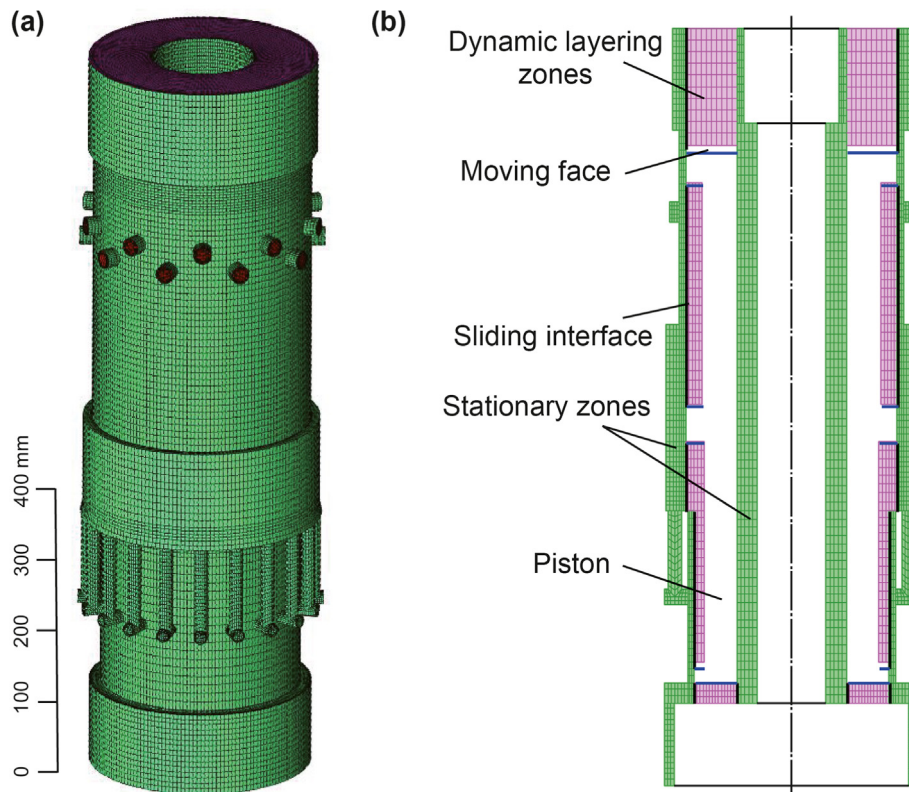 (a)
(b)
Dynamic layering
zones
Moving face
Sliding interface
Stationary zones
Piston
400 mm
300
200
100
0